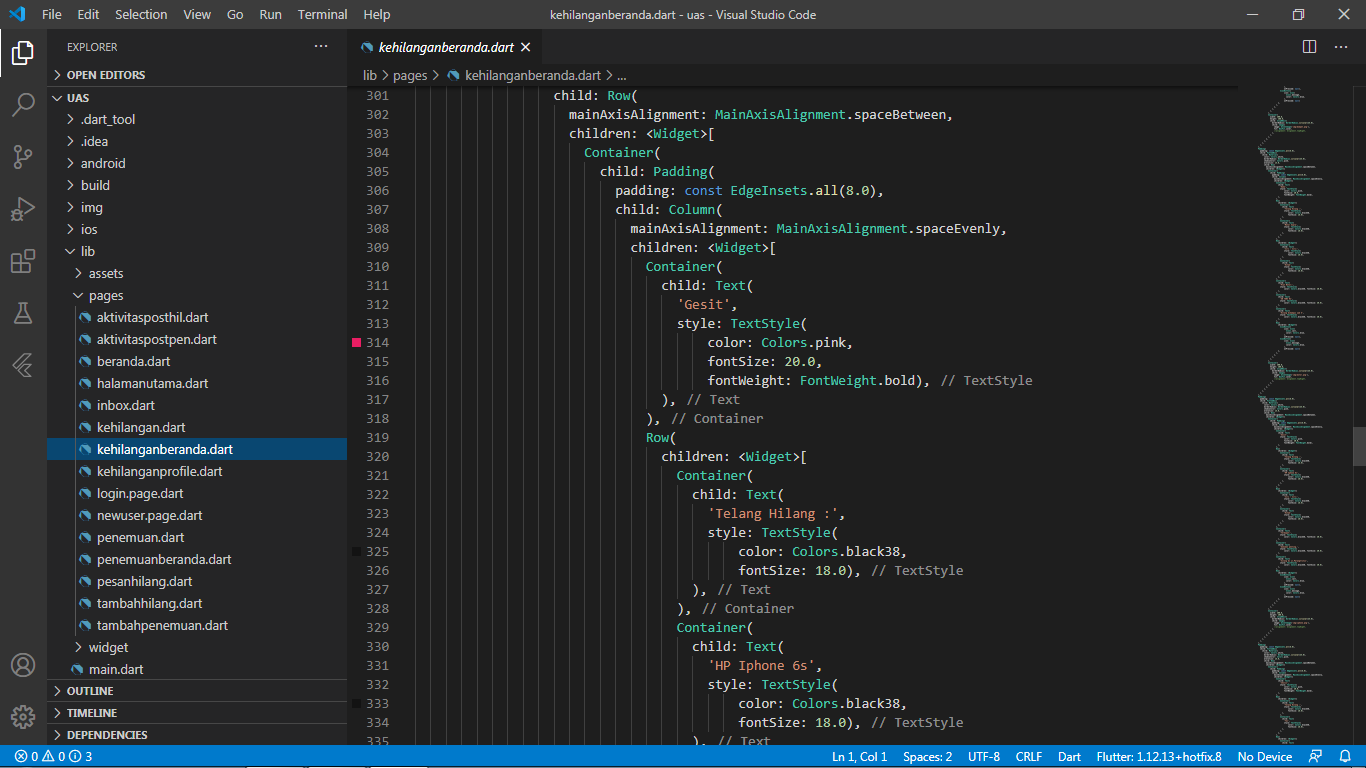 File Edit Selection View Go Run Terminal Help
kehilanganberanda.dart - uas - Visual Studio Code
EXPLORER
OPEN EDITORS
UAS
.dart_tool
.idea
android
build
img
ios
lib
assets
pages
aktivitasposthil.dart
aktivitaspostpen.dart
beranda.dart
halamanutama.dart
inbox.dart
kehilangan.dart
kehilanganberanda.dart
kehilanganprofile.dart
login.page.dart
newuser.page.dart
penemuan.dart
penemuanberanda.dart
pesanhilang.dart
tambahhilang.dart
tambahpenemuan.dart
widget
main.dart
OUTLINE
TIMELINE
DEPENDENCIES
kehilanganberanda.dart
lib > pages > kehilanganberanda.dart > ...
301 child: Row(
302 mainAxisAlignment: MainAxisAlignment.spaceBetween,
303 children: <Widget>[
304 Container(
305 child: Padding(
306 padding: const EdgeInsets.all(8.0),
307 child: Column(
308 mainAxisAlignment: MainAxisAlignment.spaceEvenly,
309 children: <Widget>[
310 Container(
311 child: Text(
312 'Gesit',
313 style: TextStyle(
314 color: Colors.pink,
315 fontSize: 20.0,
316 fontWeight: FontWeight.bold), // TextStyle
317 ), // Text
318 ), // Container
319 Row(
320 children: <Widget>[
321 Container(
322 child: Text(
323 'Telang Hilang :',
324 style: TextStyle(
325 color: Colors.black38,
326 fontSize: 18.0), // TextStyle
327 ), // Text
328 ), // Container
329 Container(
330 child: Text(
331 'HP Iphone 6s',
332 style: TextStyle(
333 color: Colors.black38,
334 fontSize: 18.0), // TextStyle
335 ), // Text
0 0 3
Ln 1, Col 1 Spaces: 2 UTF-8 CRLF Dart Flutter: 1.12.13+hotfix.8 No Device